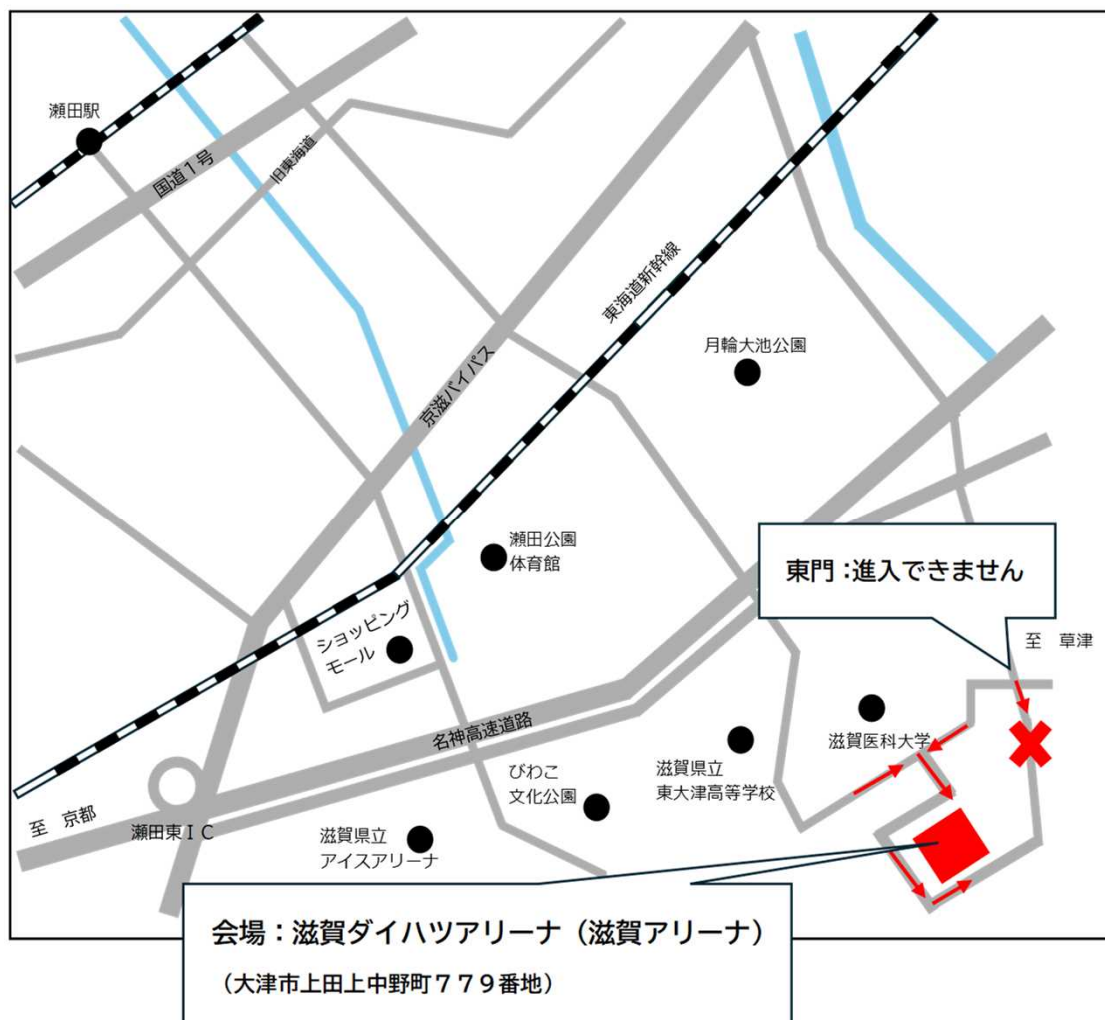 瀬田駅
国道1号
旧東海道
東海道新幹線
月輪大池公園
京滋バイパス
瀬田公園
体育館
東門：進入できません
ショッピング
モール
至　草津
名神高速道路
滋賀医科大学
びわこ
文化公園
滋賀県立
東大津高等学校
至　京都
瀬田東ＩＣ
滋賀県立
アイスアリーナ
会場：滋賀ダイハツアリーナ（滋賀アリーナ）
（大津市上田上中野町７７９番地）